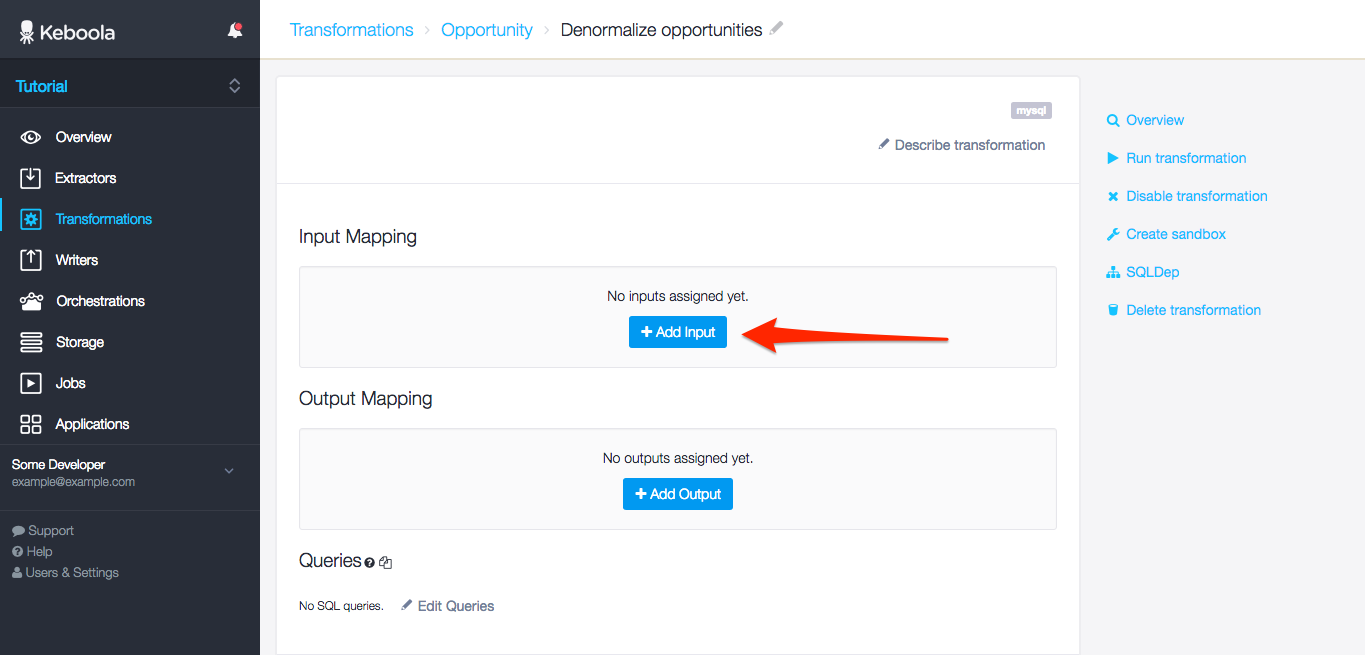 Keboola
Tutorial
Overview
Extractors
Transformations
Writers
Orchestrations
Storage
Jobs
Applications
Some Developer
example@example.com
Support
Help
Users & Settings
Transformations › Opportunity › Denormalize opportunities
mysql
Describe transformation
Input Mapping
No inputs assigned yet.
+ Add Input
Output Mapping
No outputs assigned yet.
+ Add Output
Queries
No SQL queries. Edit Queries
Overview
Run transformation
Disable transformation
Create sandbox
SQLDep
Delete transformation